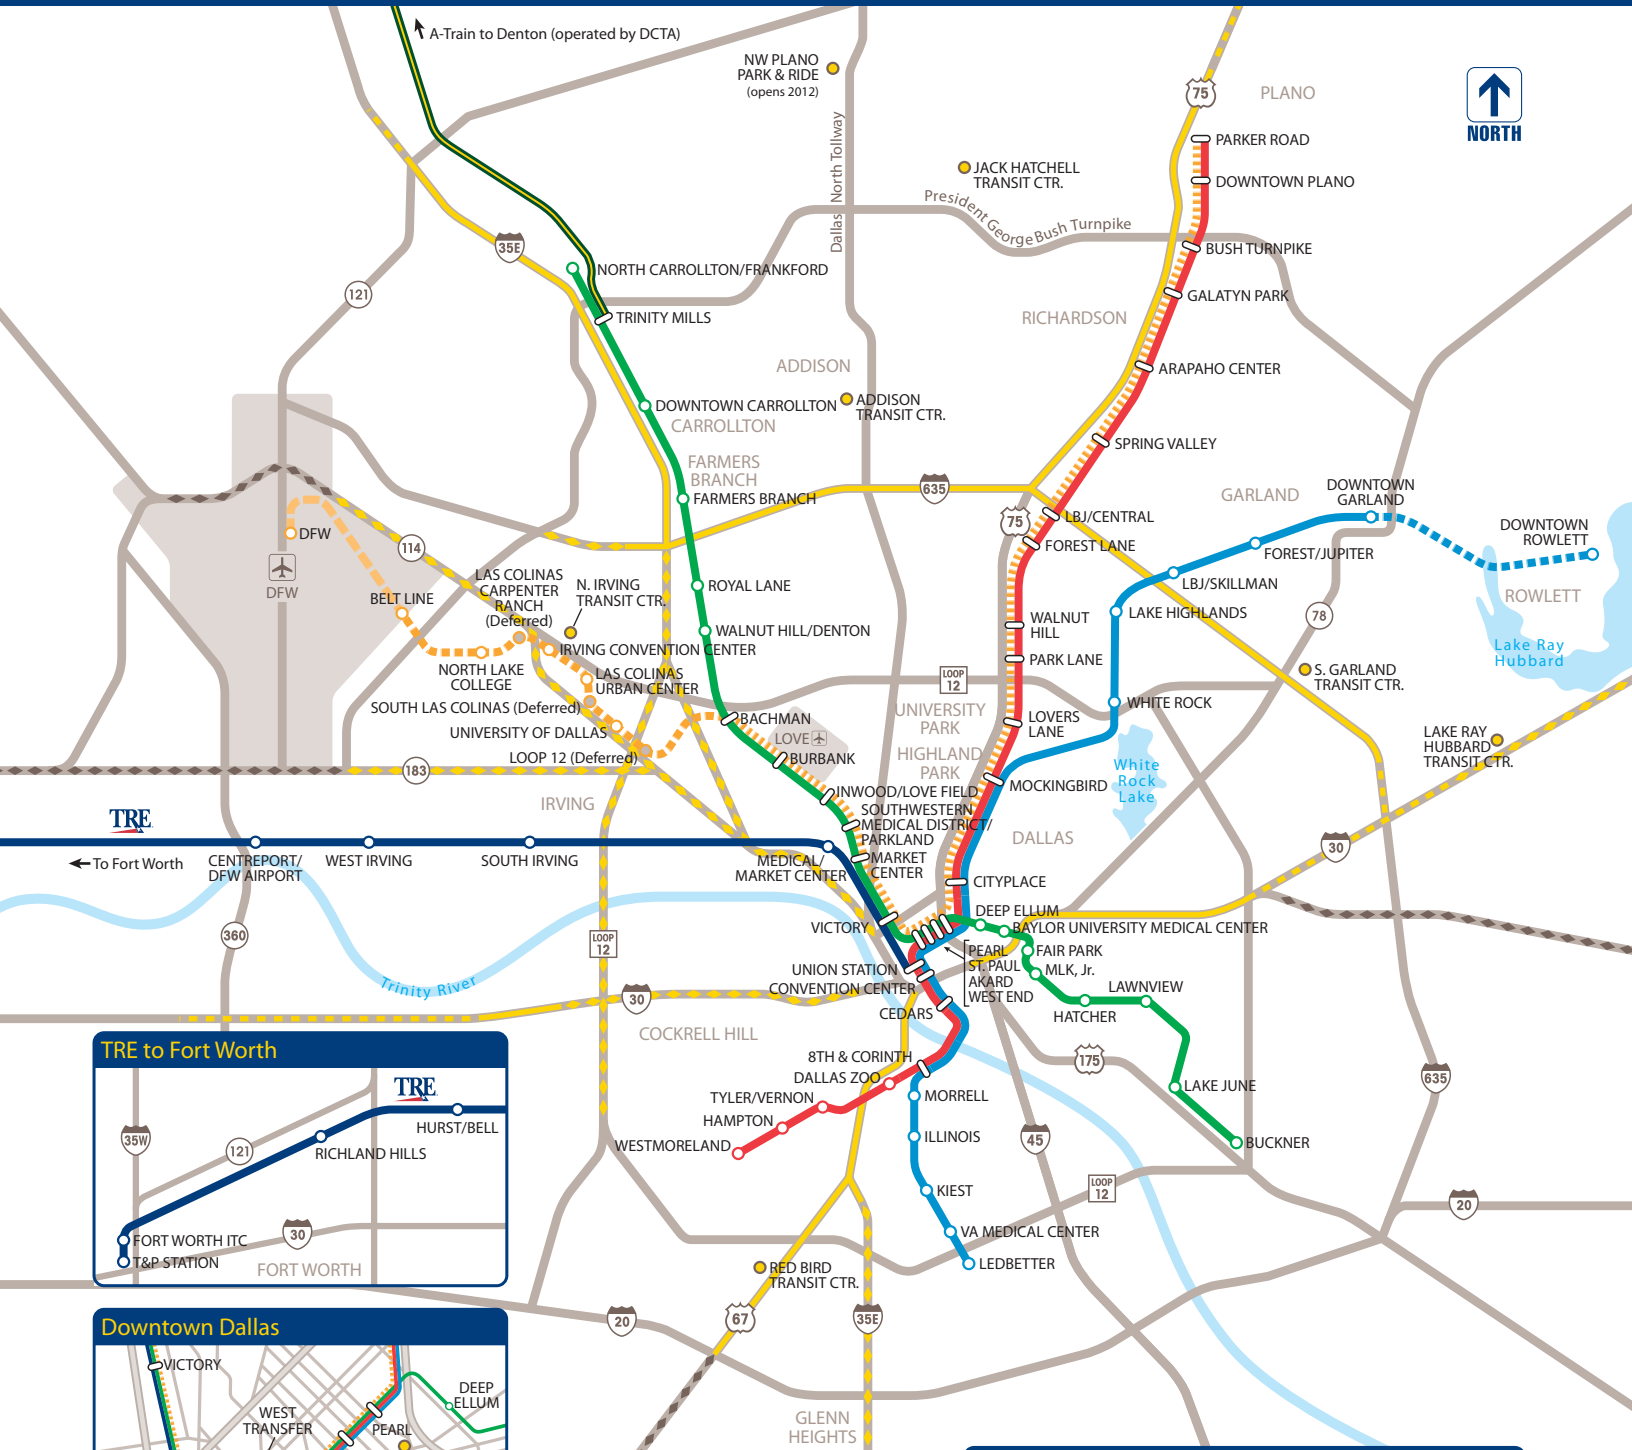 A-Train to Denton (operated by DCTA)
NW PLANO
PARK & RIDE
(opens 2012)
75
PLANO
NORTH
PARKER ROAD
JACK HATCHELL
TRANSIT CTR.
DOWNTOWN PLANO
Dallas North Tollway
President George Bush Turnpike
35E
BUSH TURNPIKE
NORTH CARROLLTON/FRANKFORD
121
GALATYN PARK
TRINITY MILLS
RICHARDSON
ADDISON
ARAPAHO CENTER
DOWNTOWN CARROLLTON
ADDISON
TRANSIT CTR.
CARROLLTON
SPRING VALLEY
FARMERS
BRANCH
FARMERS BRANCH
635
GARLAND
DOWNTOWN
GARLAND
75
LBJ/CENTRAL
DOWNTOWN
ROWLETT
DFW
114
FOREST LANE
FOREST/JUPITER
DFW
LAS COLINAS
CARPENTER
RANCH
(Deferred)
N. IRVING
TRANSIT CTR.
ROYAL LANE
LBJ/SKILLMAN
ROWLETT
BELT LINE
LAKE HIGHLANDS
78
WALNUT
HILL
WALNUT HILL/DENTON
IRVING CONVENTION CENTER
Lake Ray
Hubbard
PARK LANE
NORTH LAKE
COLLEGE
LAS COLINAS
URBAN CENTER
LOOP
12
S. GARLAND
TRANSIT CTR.
SOUTH LAS COLINAS (Deferred)
WHITE ROCK
UNIVERSITY
PARK
LOVERS
LANE
BACHMAN
LOVE
UNIVERSITY OF DALLAS
LAKE RAY
HUBBARD
TRANSIT CTR.
LOOP 12 (Deferred)
BURBANK
HIGHLAND
PARK
183
White
Rock
Lake
MOCKINGBIRD
INWOOD/LOVE FIELD
IRVING
SOUTHWESTERN
MEDICAL DISTRICT/
PARKLAND
TRE
DALLAS
30
To Fort Worth
CENTREPORT/
DFW AIRPORT
WEST IRVING
SOUTH IRVING
MEDICAL/
MARKET CENTER
MARKET
CENTER
CITYPLACE
DEEP ELLUM
VICTORY
BAYLOR UNIVERSITY MEDICAL CENTER
360
LOOP
12
FAIR PARK
PEARL
ST. PAUL
AKARD
WEST END
UNION STATION
MLK, Jr.
CONVENTION CENTER
LAWNVIEW
Trinity River
30
HATCHER
CEDARS
COCKRELL HILL
TRE to Fort Worth
8TH & CORINTH
175
DALLAS ZOO
635
TRE
LAKE JUNE
TYLER/VERNON
MORRELL
HURST/BELL
HAMPTON
35W
121
ILLINOIS
45
BUCKNER
RICHLAND HILLS
WESTMORELAND
KIEST
LOOP
12
20
30
VA MEDICAL CENTER
FORT WORTH ITC
T&P STATION
FORT WORTH
LEDBETTER
RED BIRD
TRANSIT CTR.
Downtown Dallas
20
67
35E
VICTORY
DEEP
ELLUM
WEST
TRANSFER
PEARL
GLENN
HEIGHTS